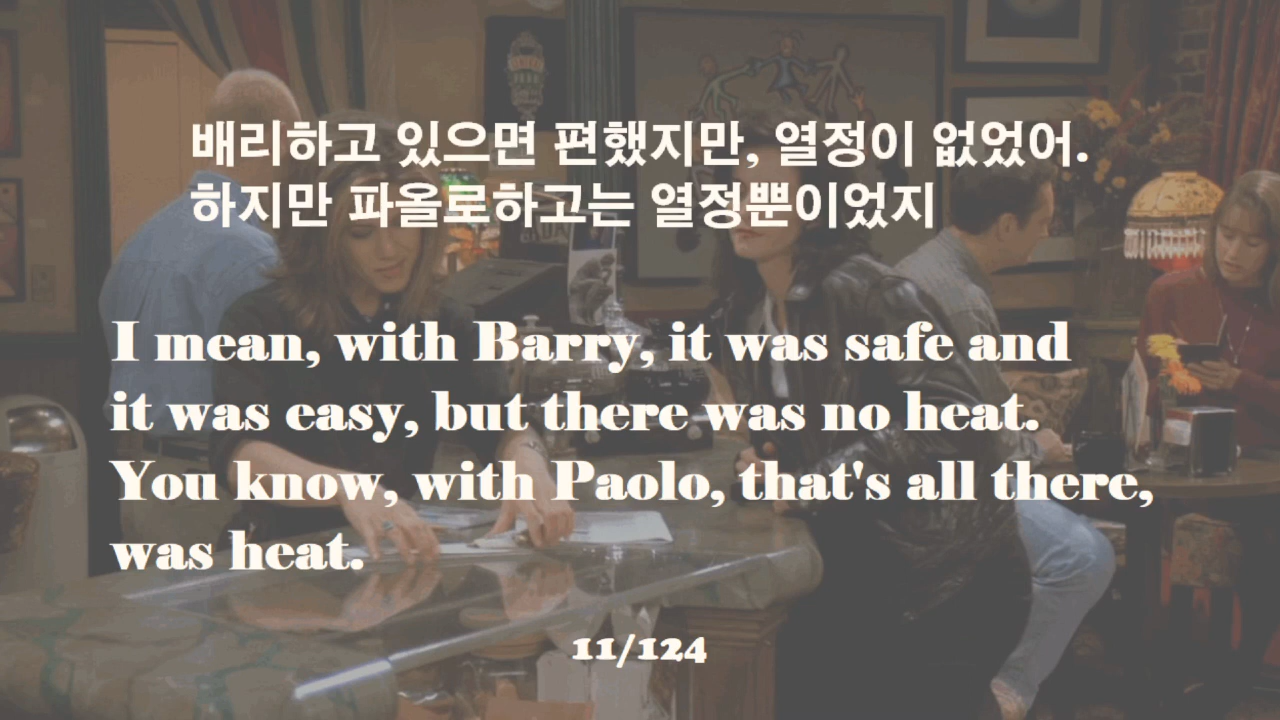 배리하고 있으면 편했지만, 열정이 없었어.
하지만 파올로하고는 열정뿐이었지
I mean, with Barry, it was safe and
it was easy, but there was no heat.
You know, with Paolo, that's all there,
was heat.
11/124